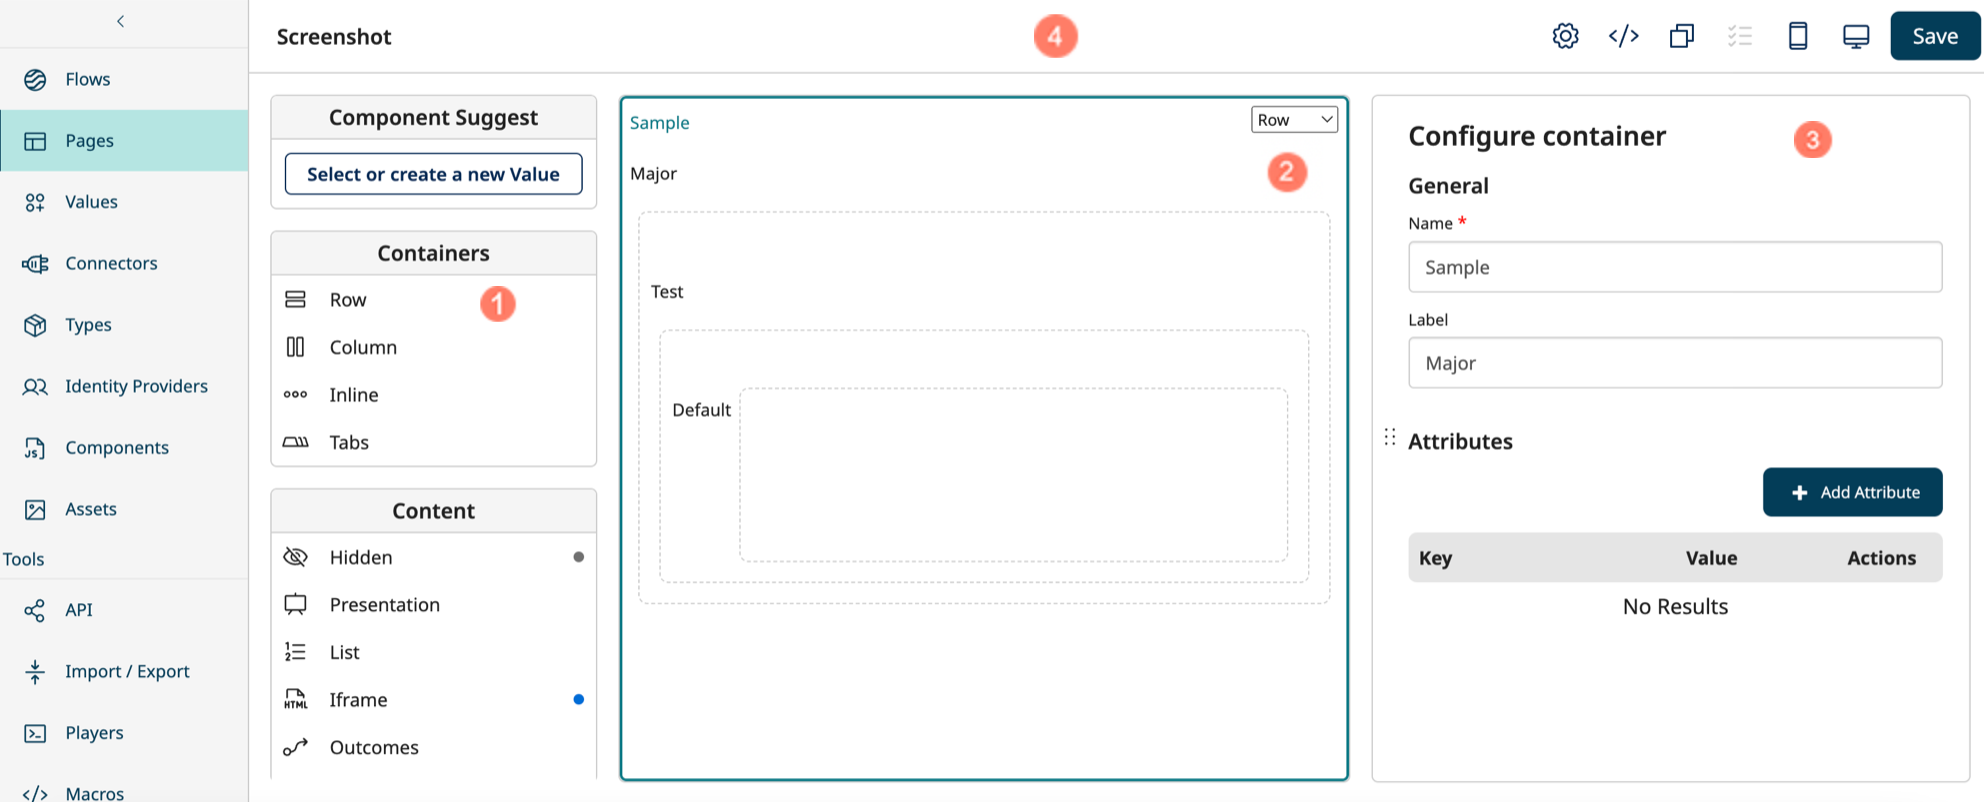 Flows
Pages
Values
Connectors
Types
Identity Providers
Components
Assets
Tools
API
Import / Export
Players
Macros
Screenshot
4
Save
Component Suggest
Select or create a new Value
Containers
Row
1
Column
Inline
Tabs
Content
Hidden
Presentation
List
Iframe
Outcomes
Sample
Row
2
Major
Test
Default
Configure container
3
General
Name *
Sample
Label
Major
Attributes
+ Add Attribute
Key Value Actions
No Results